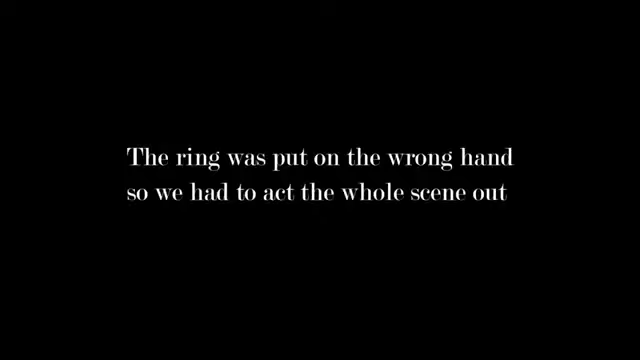 The ring was put on the wrong hand
so we had to act the whole scene out